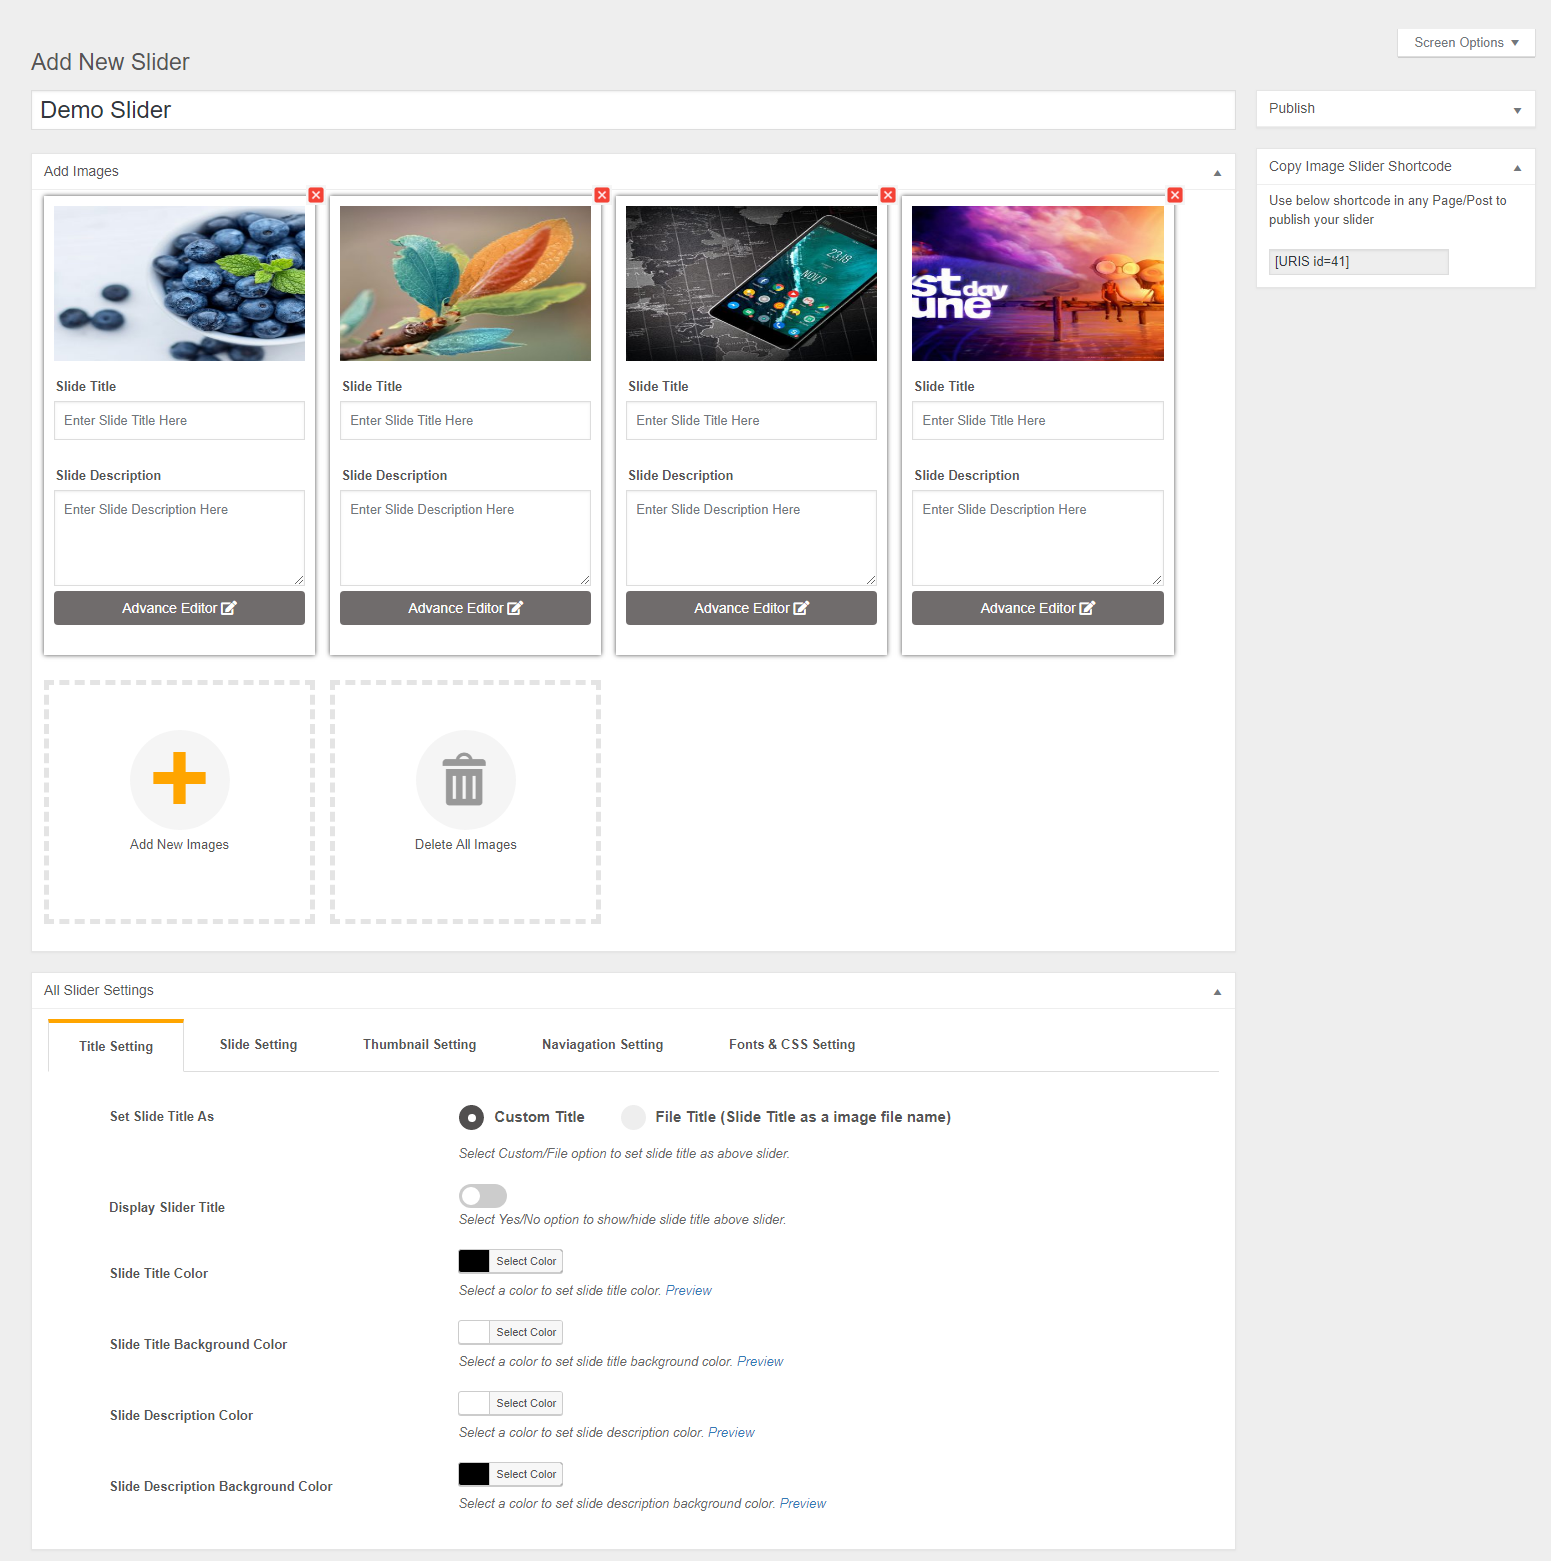 Screen Options
Add New Slider
Demo Slider
Publish
Add Images
Copy Image Slider Shortcode
Use below shortcode in any Page/Post to
publish your slider
[URIS id=41]
23:18
NOV 9
st day
une
Slide Title Slide Title Slide Title Slide Title
Enter Slide Title Here Enter Slide Title Here Enter Slide Title Here Enter Slide Title Here
Slide Description Slide Description Slide Description Slide Description
Enter Slide Description Here Enter Slide Description Here Enter Slide Description Here Enter Slide Description Here
Advance Editor Advance Editor Advance Editor Advance Editor
Add New Images Delete All Images
All Slider Settings
Title Setting Slide Setting Thumbnail Setting Naviagation Setting Fonts & CSS Setting
Set Slide Title As Custom Title File Title (Slide Title as a image file name)
Select Custom/File option to set slide title as above slider.
Display Slider Title
Select Yes/No option to show/hide slide title above slider.
Slide Title Color Select Color
Select a color to set slide title color. Preview
Slide Title Background Color Select Color
Select a color to set slide title background color. Preview
Slide Description Color Select Color
Select a color to set slide description color. Preview
Slide Description Background Color Select Color
Select a color to set slide description background color. Preview